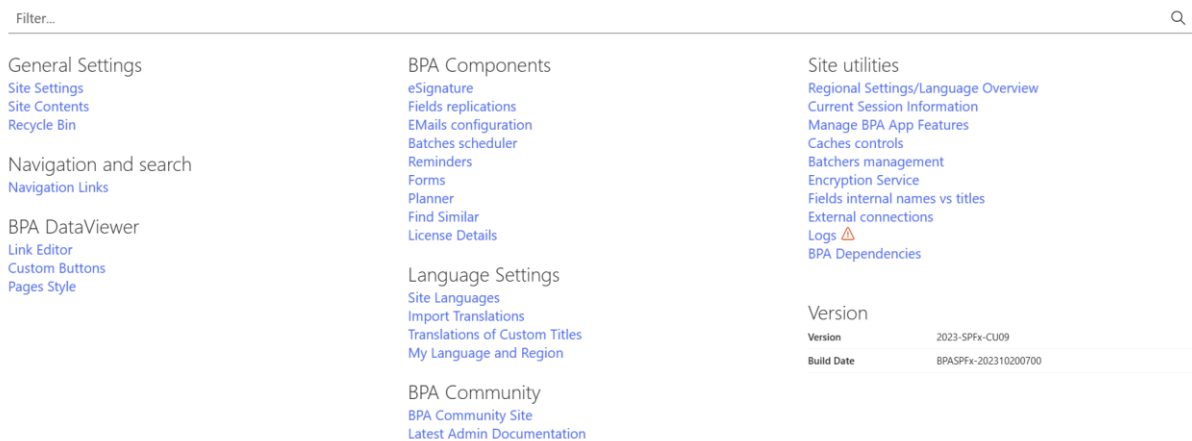 Filter...
General Settings
Site Settings
Site Contents
Recycle Bin
Navigation and search
Navigation Links
BPA DataViewer
Link Editor
Custom Buttons
Pages Style
BPA Components
eSignature
Fields replications
EMails configuration
Batches scheduler
Reminders
Forms
Planner
Find Similar
License Details
Language Settings
Site Languages
Import Translations
Translations of Custom Titles
My Language and Region
BPA Community
BPA Community Site
Latest Admin Documentation
Site utilities
Regional Settings/Language Overview
Current Session Information
Manage BPA App Features
Caches controls
Batchers management
Encryption Service
Fields internal names vs titles
External connections
Logs
BPA Dependencies
Version
Version 2023-SPFx-CU09
Build Date BPASPFx-202310200700